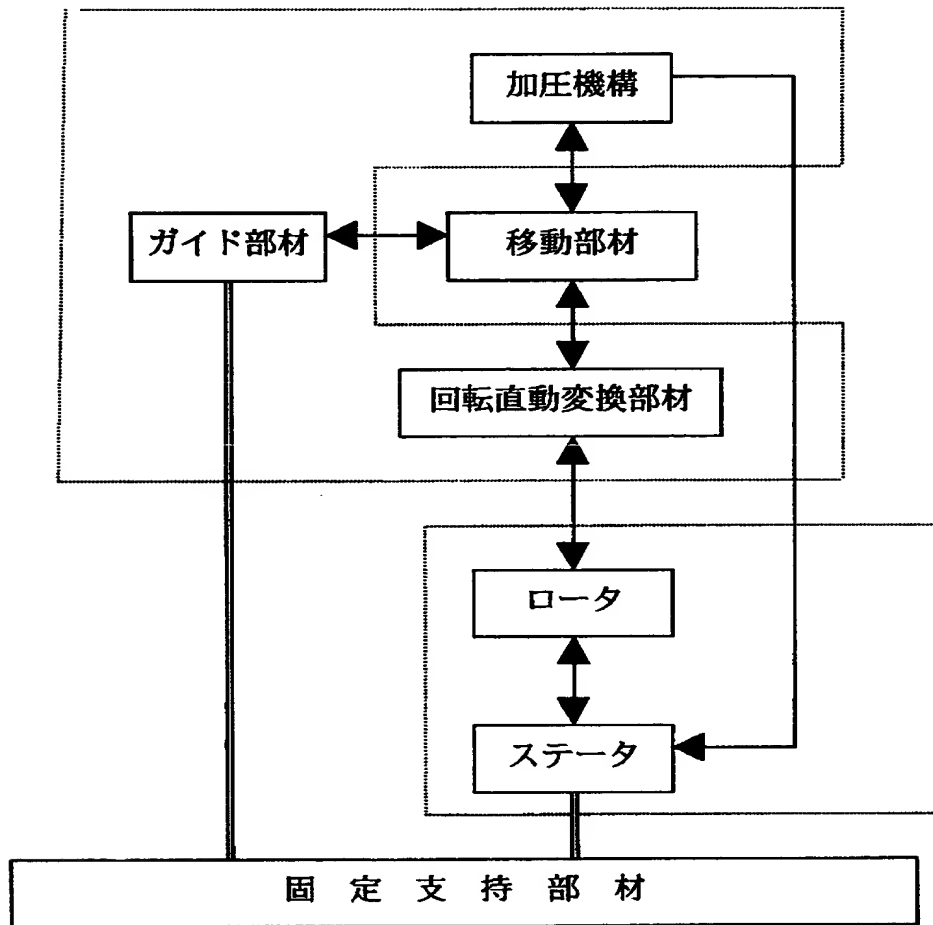 加圧機構
ガイド部材
移動部材
回転直動変換部材
ロータ
ステータ
固定支持部材